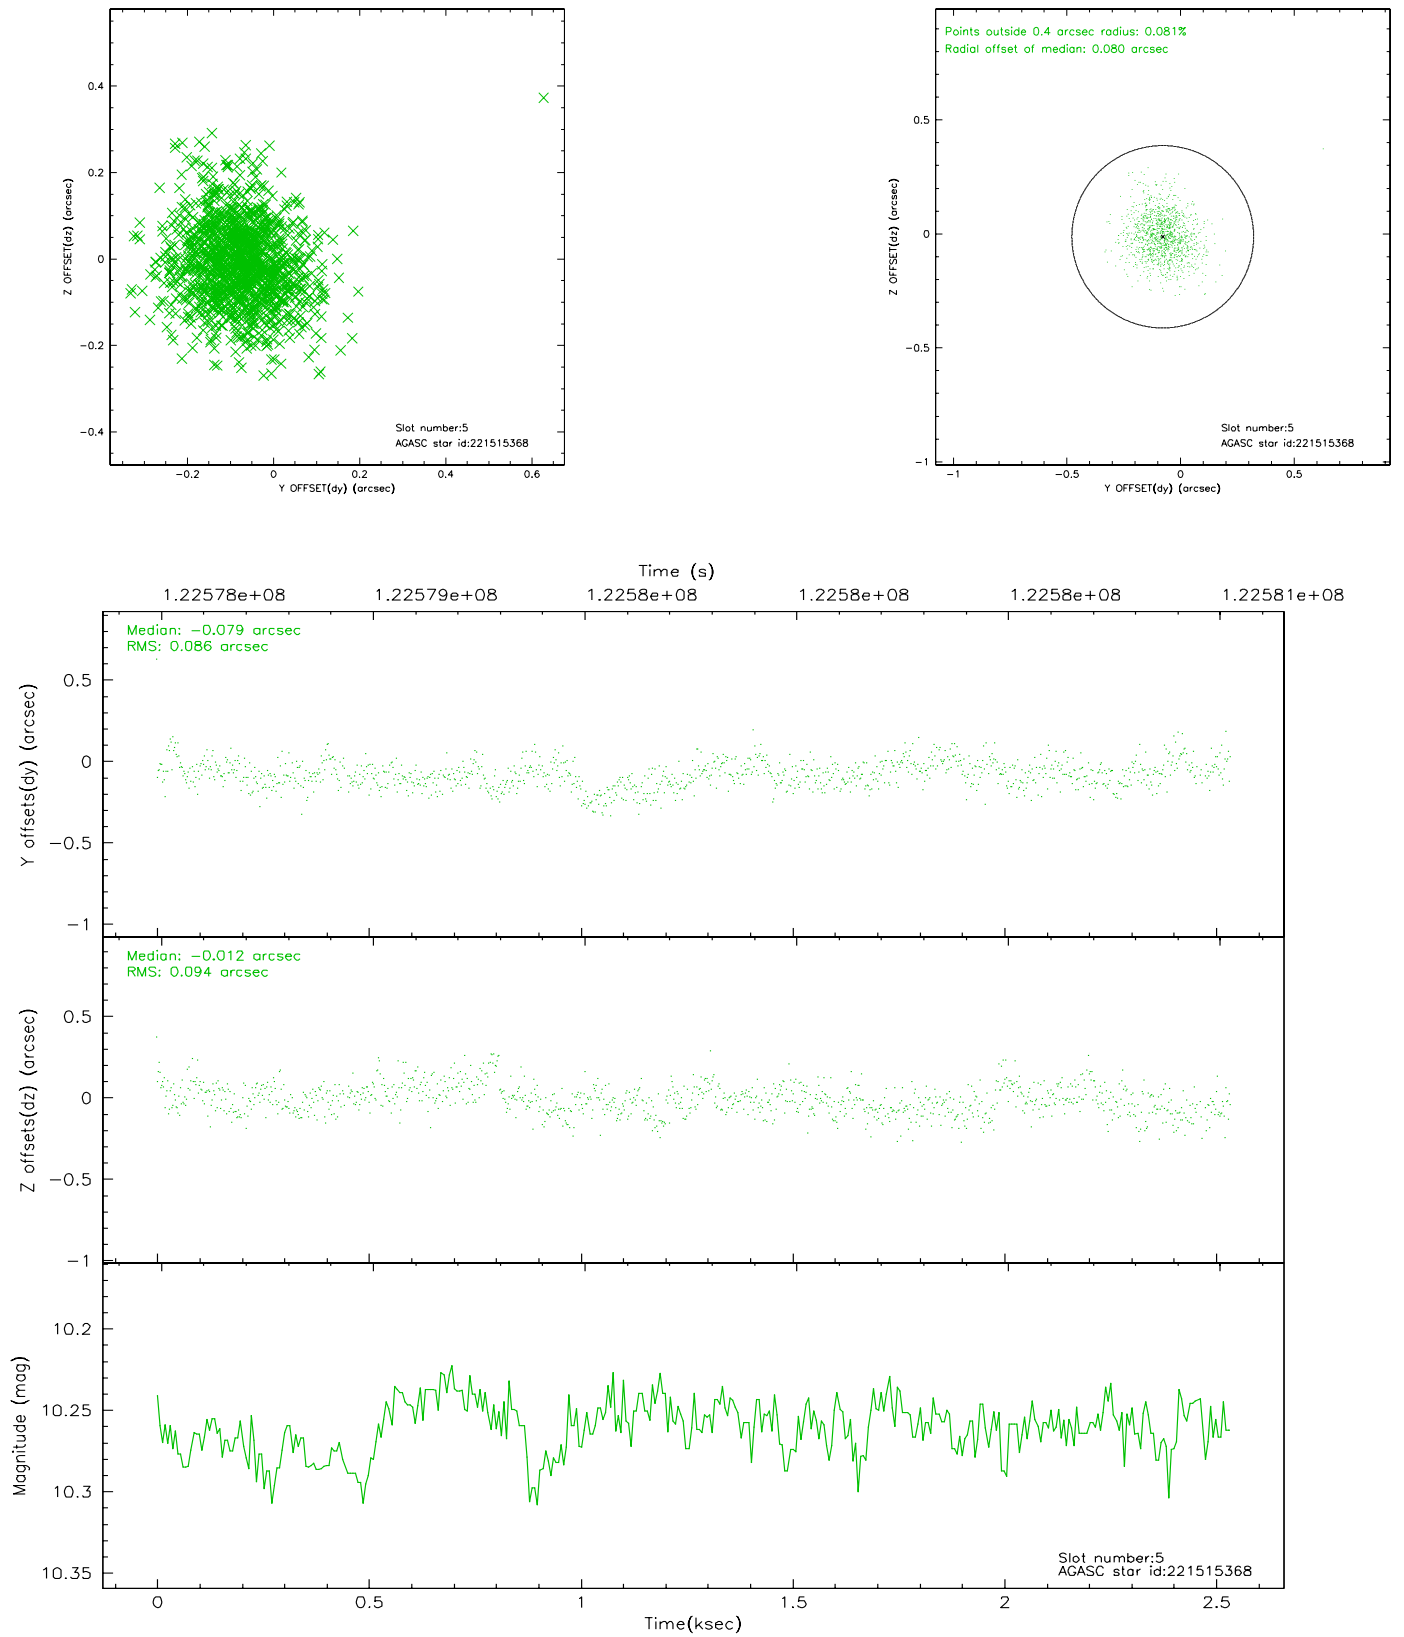 0.4
0.2
0
−0.2
−0.4
Z OFFSET(dz) (arcsec)
Slot number:5
AGASC star id:221515368
−0.2 0 0.2 0.4 0.6
Y OFFSET(dy) (arcsec)
Points outside 0.4 arcsec radius: 0.081%
Radial offset of median: 0.080 arcsec
0.5
0
−0.5
−1
Z OFFSET(dz) (arcsec)
Slot number:5
AGASC star id:221515368
−1 −0.5 0 0.5
Y OFFSET(dy) (arcsec)
Time (s)
1.22578e+08 1.22579e+08 1.2258e+08 1.2258e+08 1.2258e+08 1.22581e+08
Median: −0.079 arcsec
RMS: 0.086 arcsec
0.5
0
−0.5
−1
Y offsets(dy) (arcsec)
Median: −0.012 arcsec
RMS: 0.094 arcsec
0.5
0
−0.5
−1
Z offsets(dz) (arcsec)
10.2
10.25
10.3
10.35
Magnitude (mag)
Slot number:5
AGASC star id:221515368
0 0.5 1 1.5 2 2.5
Time(ksec)